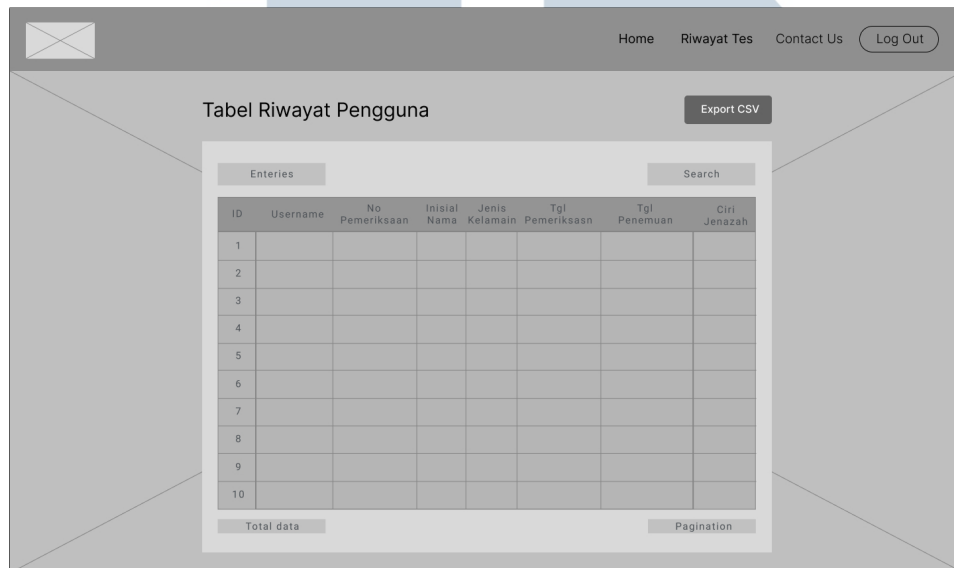 Home Riwayat Tes Contact Us Log Out
Tabel Riwayat Pengguna
Export CSV
Enteries
Search
ID Username No Pemeriksaan Inisial Nama Jenis Kelamain Tgl Pemeriksasn Tgl Penemuan Ciri Jenazah
1
2
3
4
5
6
7
8
9
10
Total data
Pagination